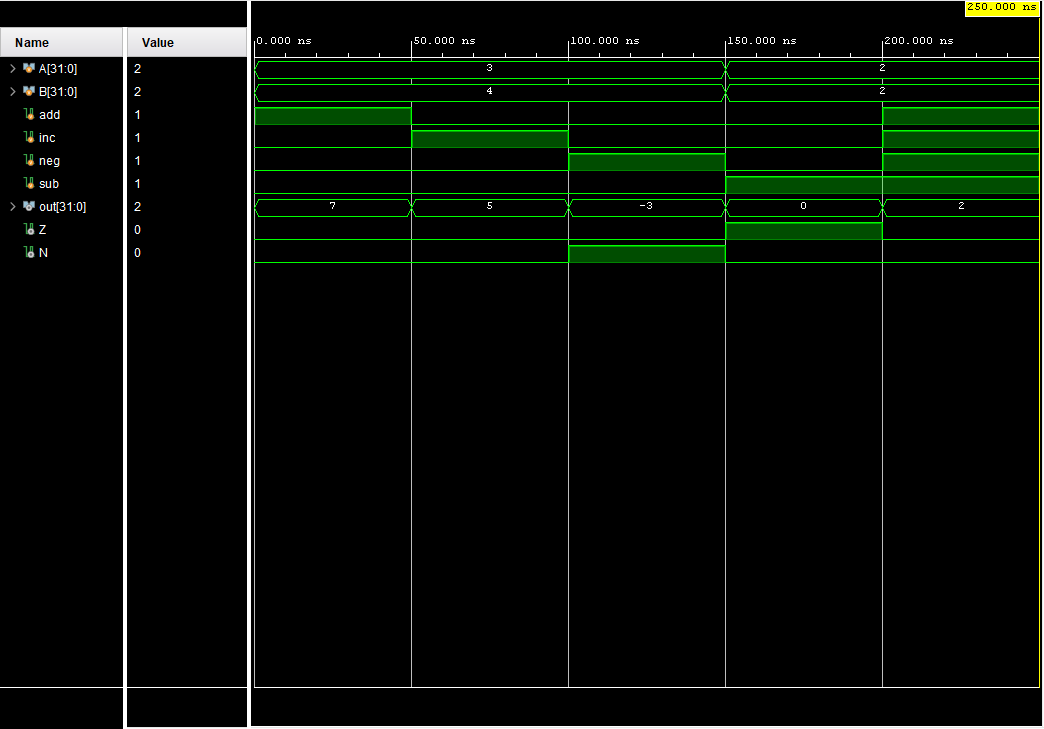 250.000 ns
Name Value
0.000 ns 50.000 ns 100.000 ns 150.000 ns 200.000 ns
A[31:0] 2 3 2
B[31:0] 2 4 2
add 1
inc 1
neg 1
sub 1
out[31:0] 2 7 5 -3 0 2
Z 0
N 0